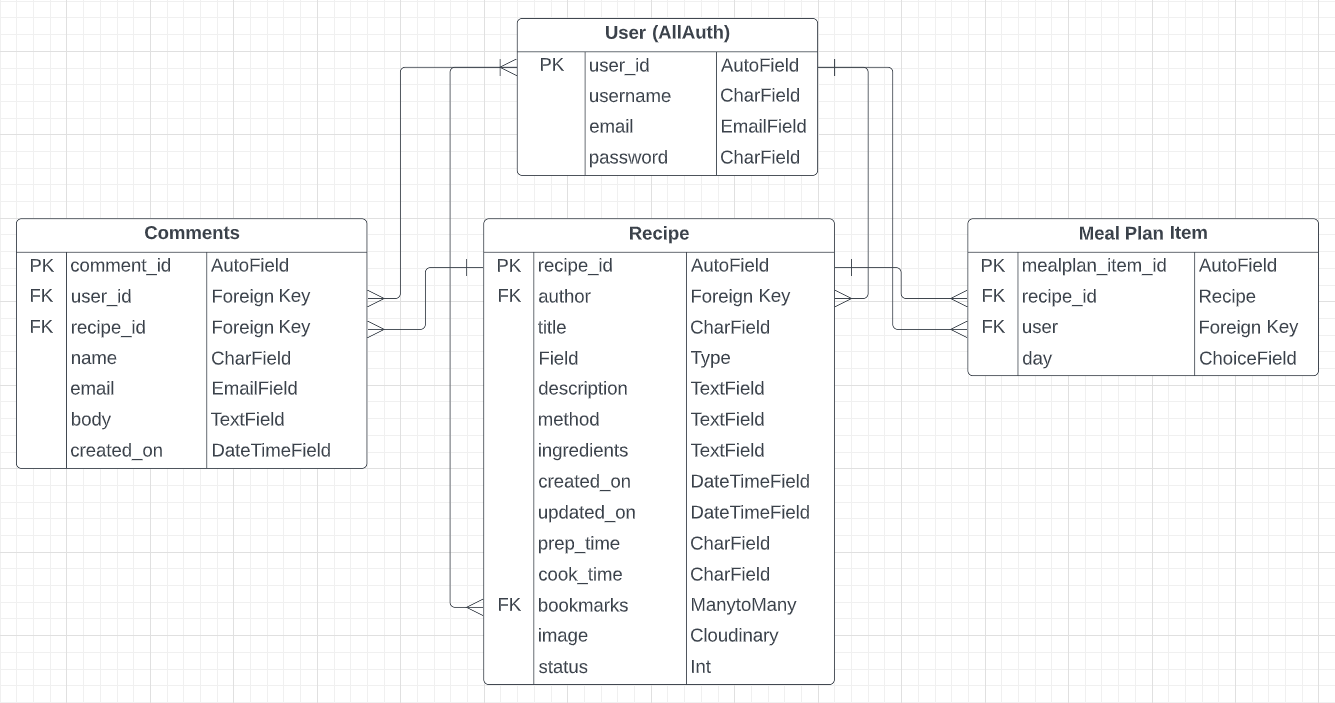 User (AllAuth)
PK user_id AutoField
username CharField
email EmailField
password CharField
Comments
PK comment_id AutoField
FK user_id Foreign Key
FK recipe_id Foreign Key
name CharField
email EmailField
body TextField
created_on DateTimeField
Recipe
PK recipe_id AutoField
FK author Foreign Key
title CharField
Field Type
description TextField
method TextField
ingredients TextField
created_on DateTimeField
updated_on DateTimeField
prep_time CharField
cook_time CharField
FK bookmarks ManytoMany
image Cloudinary
status Int
Meal Plan Item
PK mealplan_item_id AutoField
FK recipe_id Recipe
FK user Foreign Key
day ChoiceField